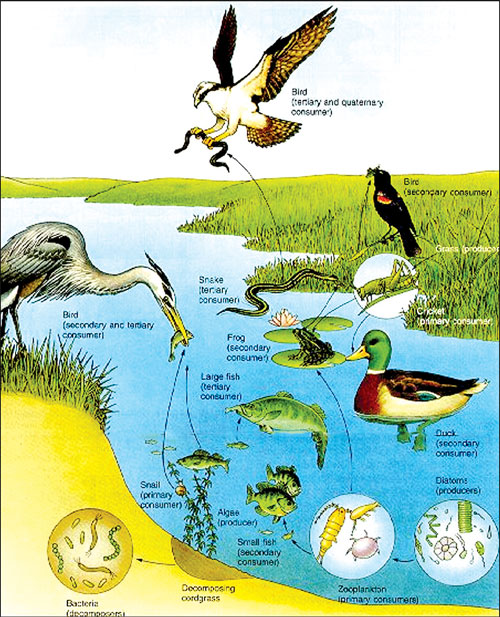 Bird
(tertiary and quaternary
consumer)
Bird
(secondary consumer)
Grass (producer)
Snake
(tertiary
consumer)
Cricket
(primary consumer)
Bird
(secondary and tertiary
consumer)
Frog
(secondary
consumer)
Large fish
(tertiary
consumer)
Duck
(secondary
consumer)
Snail
(primary
consumer)
Algae
(producer)
Diatoms
(producers)
Small fish
(secondary
consumer)
Decomposing
cordgrass
Zooplankton
(primary consumers)
Bacteria
(decomposers)